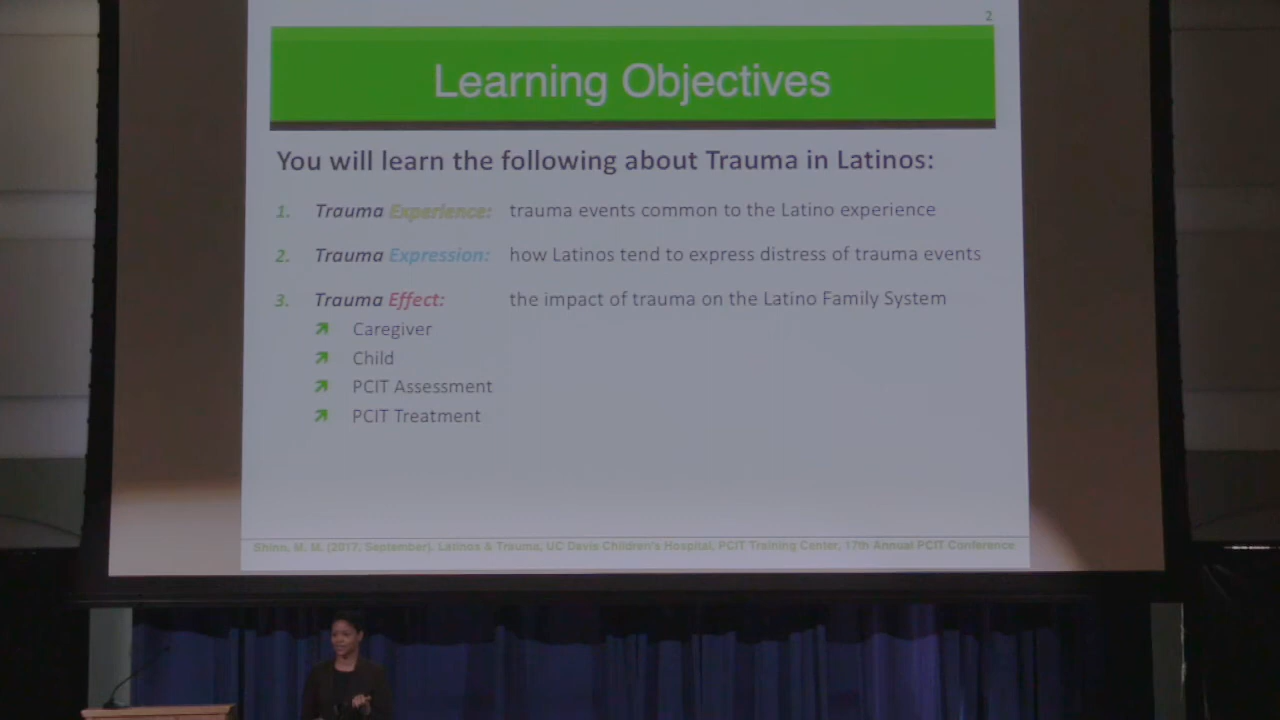 2
Learning Objectives
You will learn the following about Trauma in Latinos:
1. Trauma Experience: trauma events common to the Latino experience
2. Trauma Expression: how Latinos tend to express distress of trauma events
3. Trauma Effect: the impact of trauma on the Latino Family System
Caregiver
Child
PCIT Assessment
PCIT Treatment
Shinn, M. M. (2017, September). Latinos & Trauma, UC Davis Children's Hospital, PCIT Training Center, 17th Annual PCIT Conference